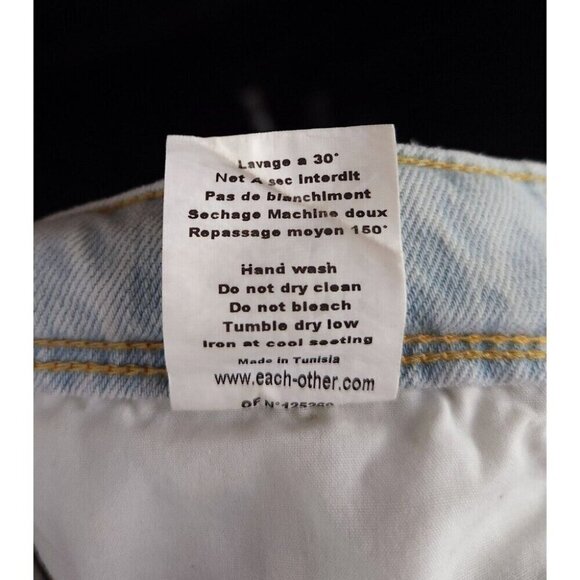 Lavage a 30°
Net A sec interdit
Pas de blanchiment
Sechage Machine doux
Repassage moyen 150°
Hand wash
Do not dry clean
Do not bleach
Tumble dry low
Iron at cool seeting
Made in Tunisia
www.each-other.com
OF N°